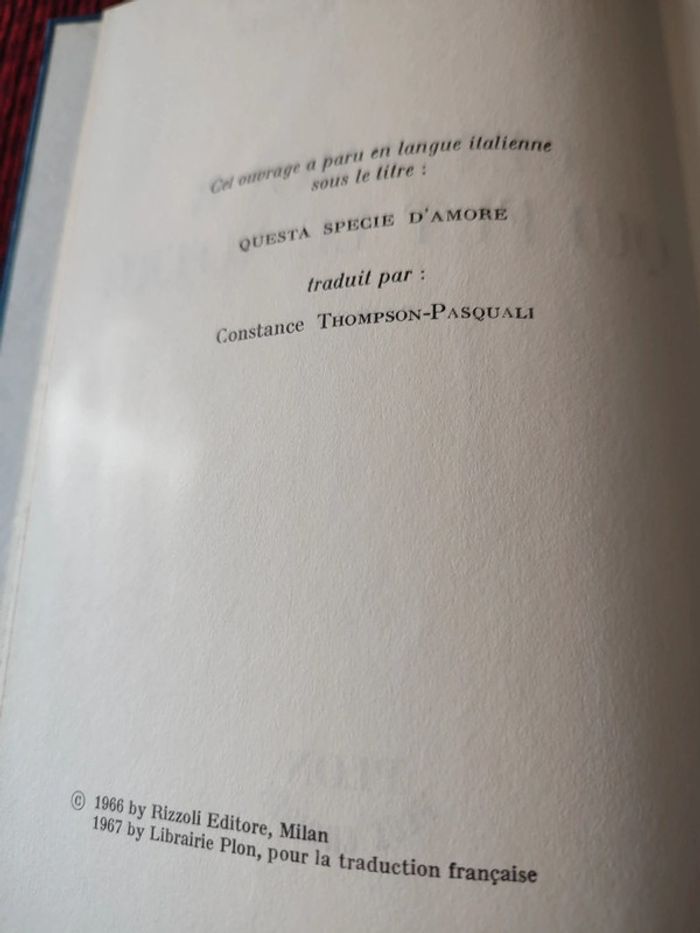 Cet ouvrage a paru en langue italienne
sous le titre :
QUESTA SPECIE D'AMORE
traduit par :
Constance THOMPSON-PASQUALI
© 1966 by Rizzoli Editore, Milan
1967 by Librairie Plon, pour la traduction française